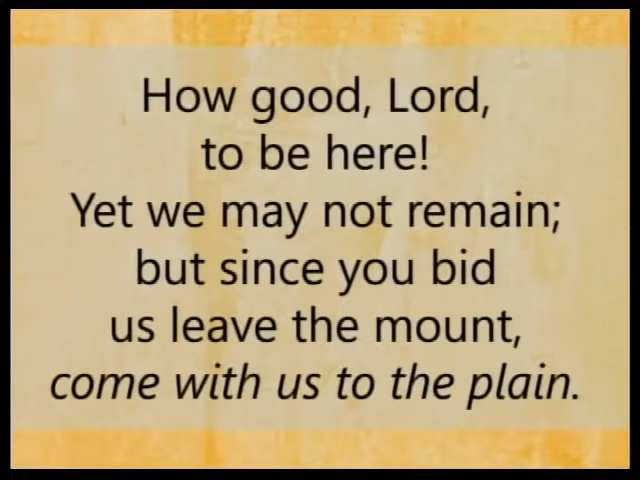 How good, Lord,
to be here!
Yet we may not remain;
but since you bid
us leave the mount,
come with us to the plain.